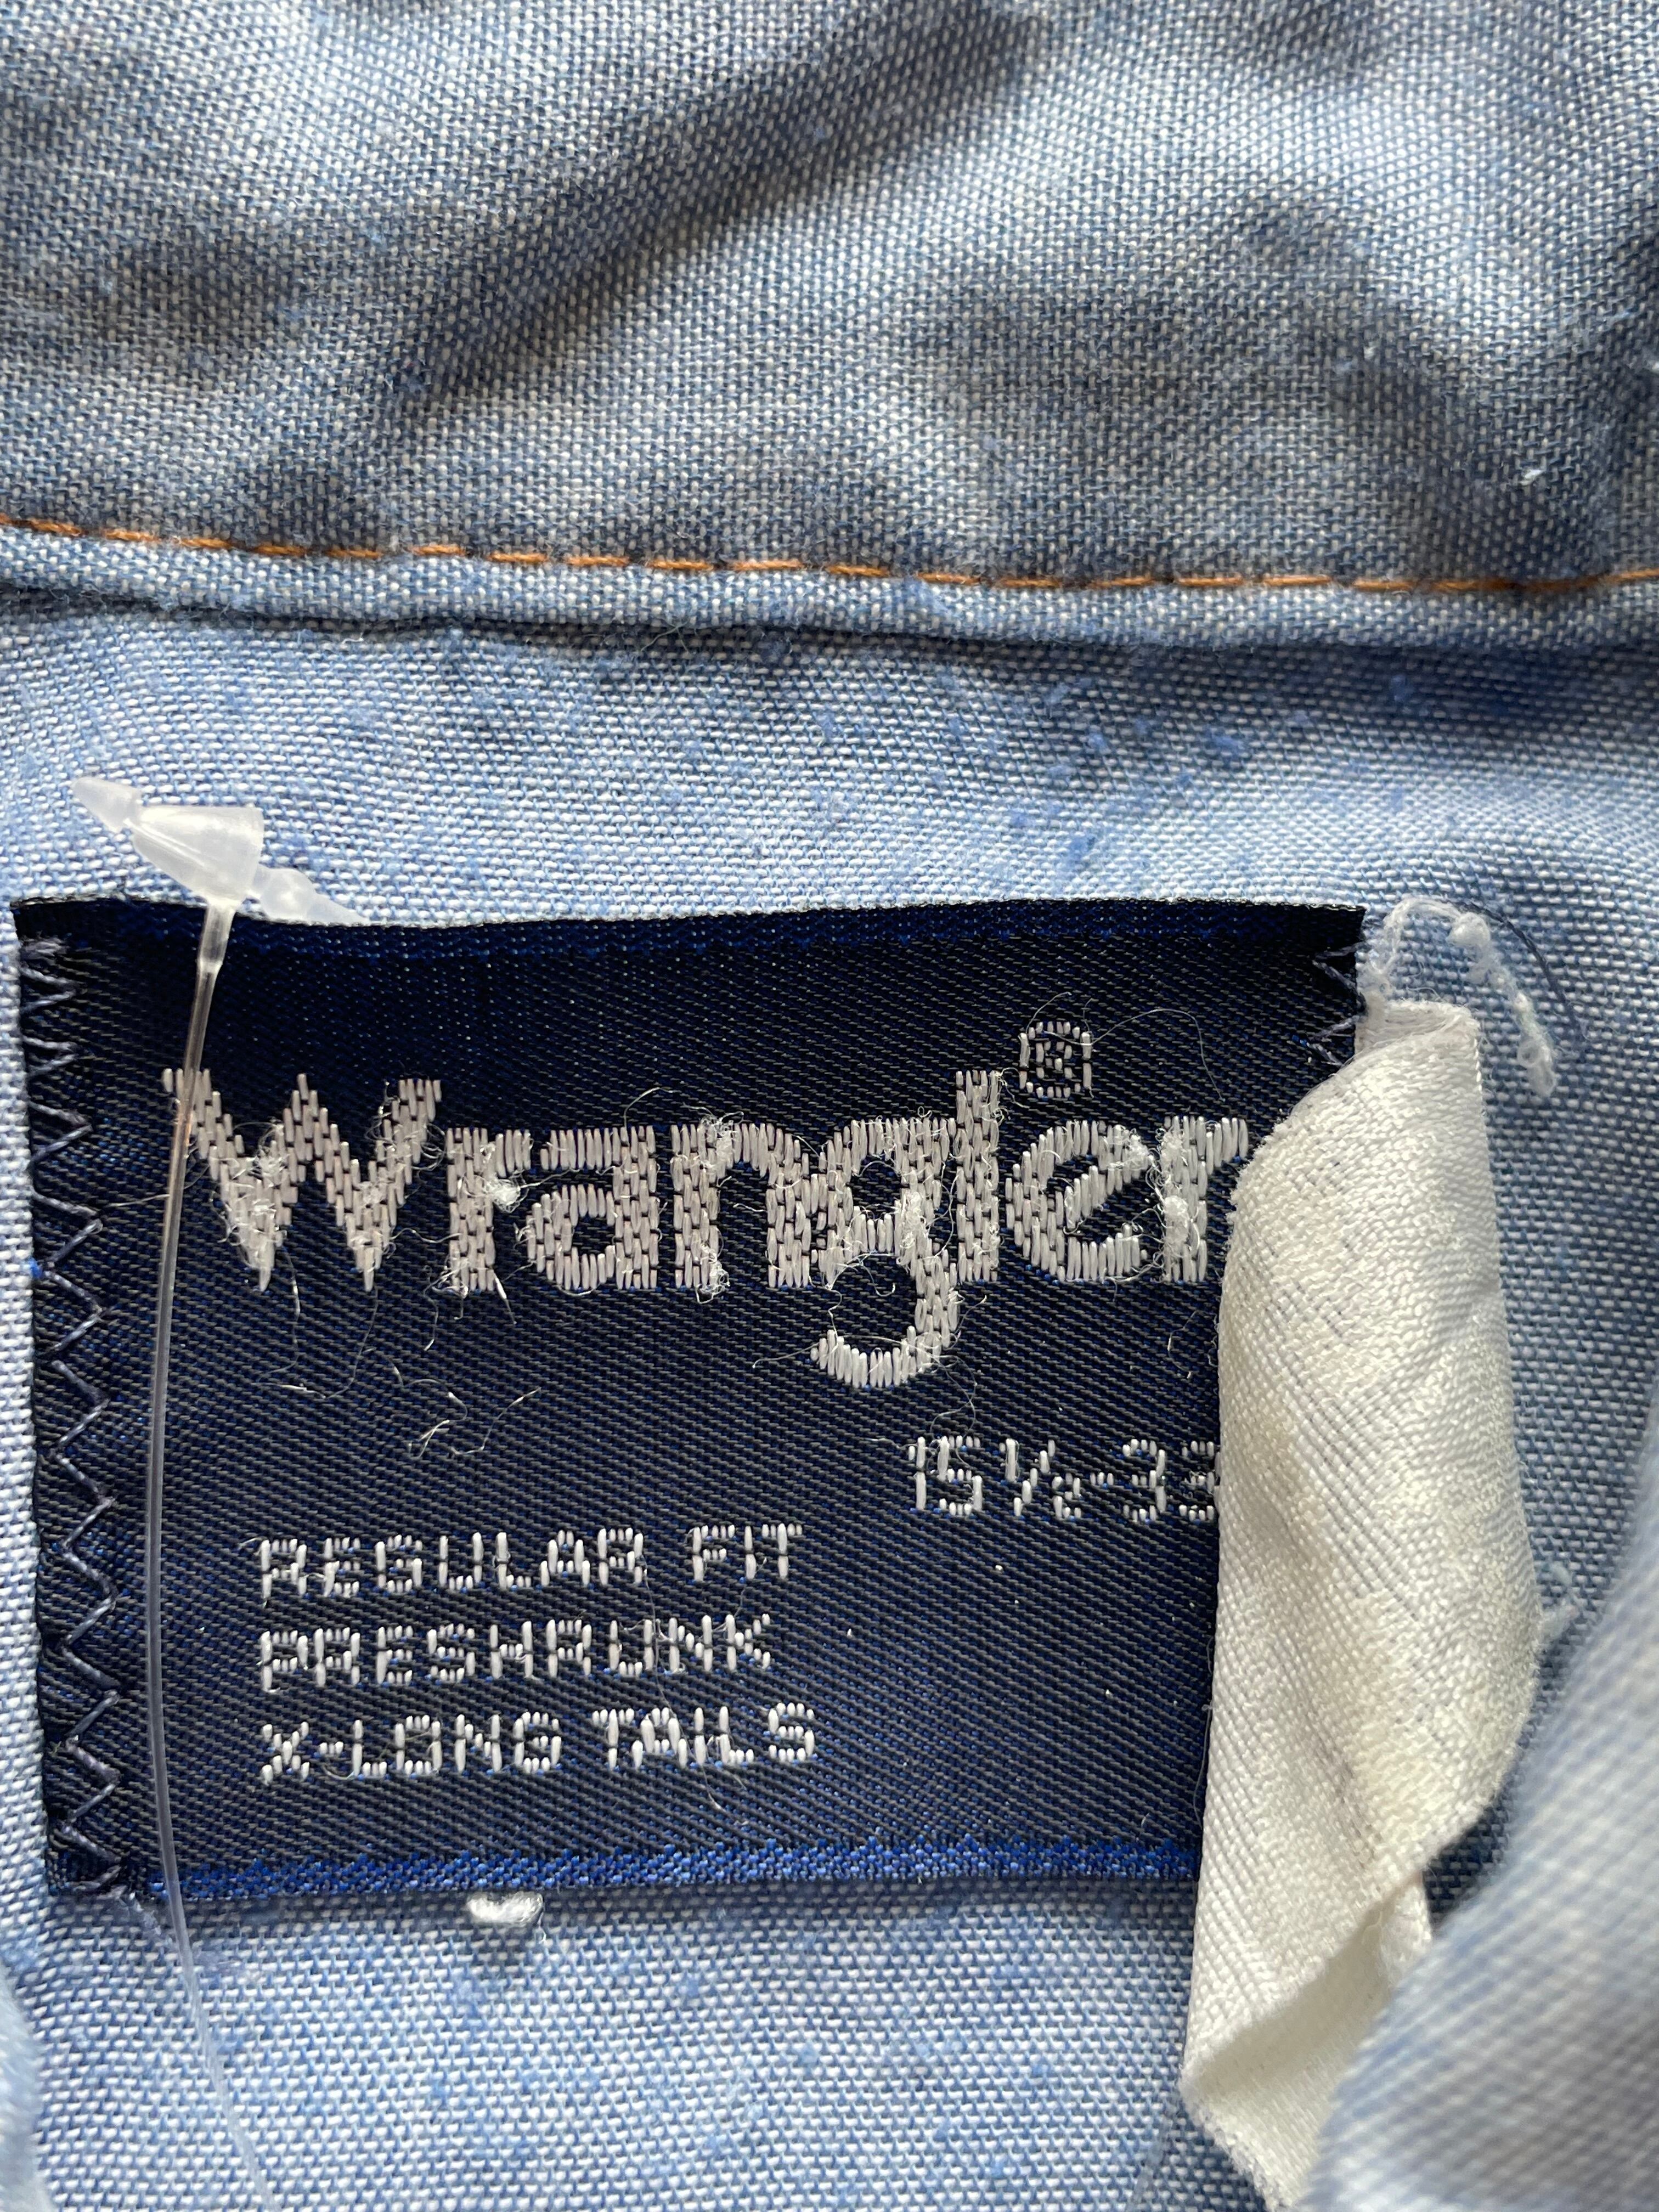 Wrangler®
15½-33
REGULAR FIT
PRESHRUNK
X-LONG TAILS